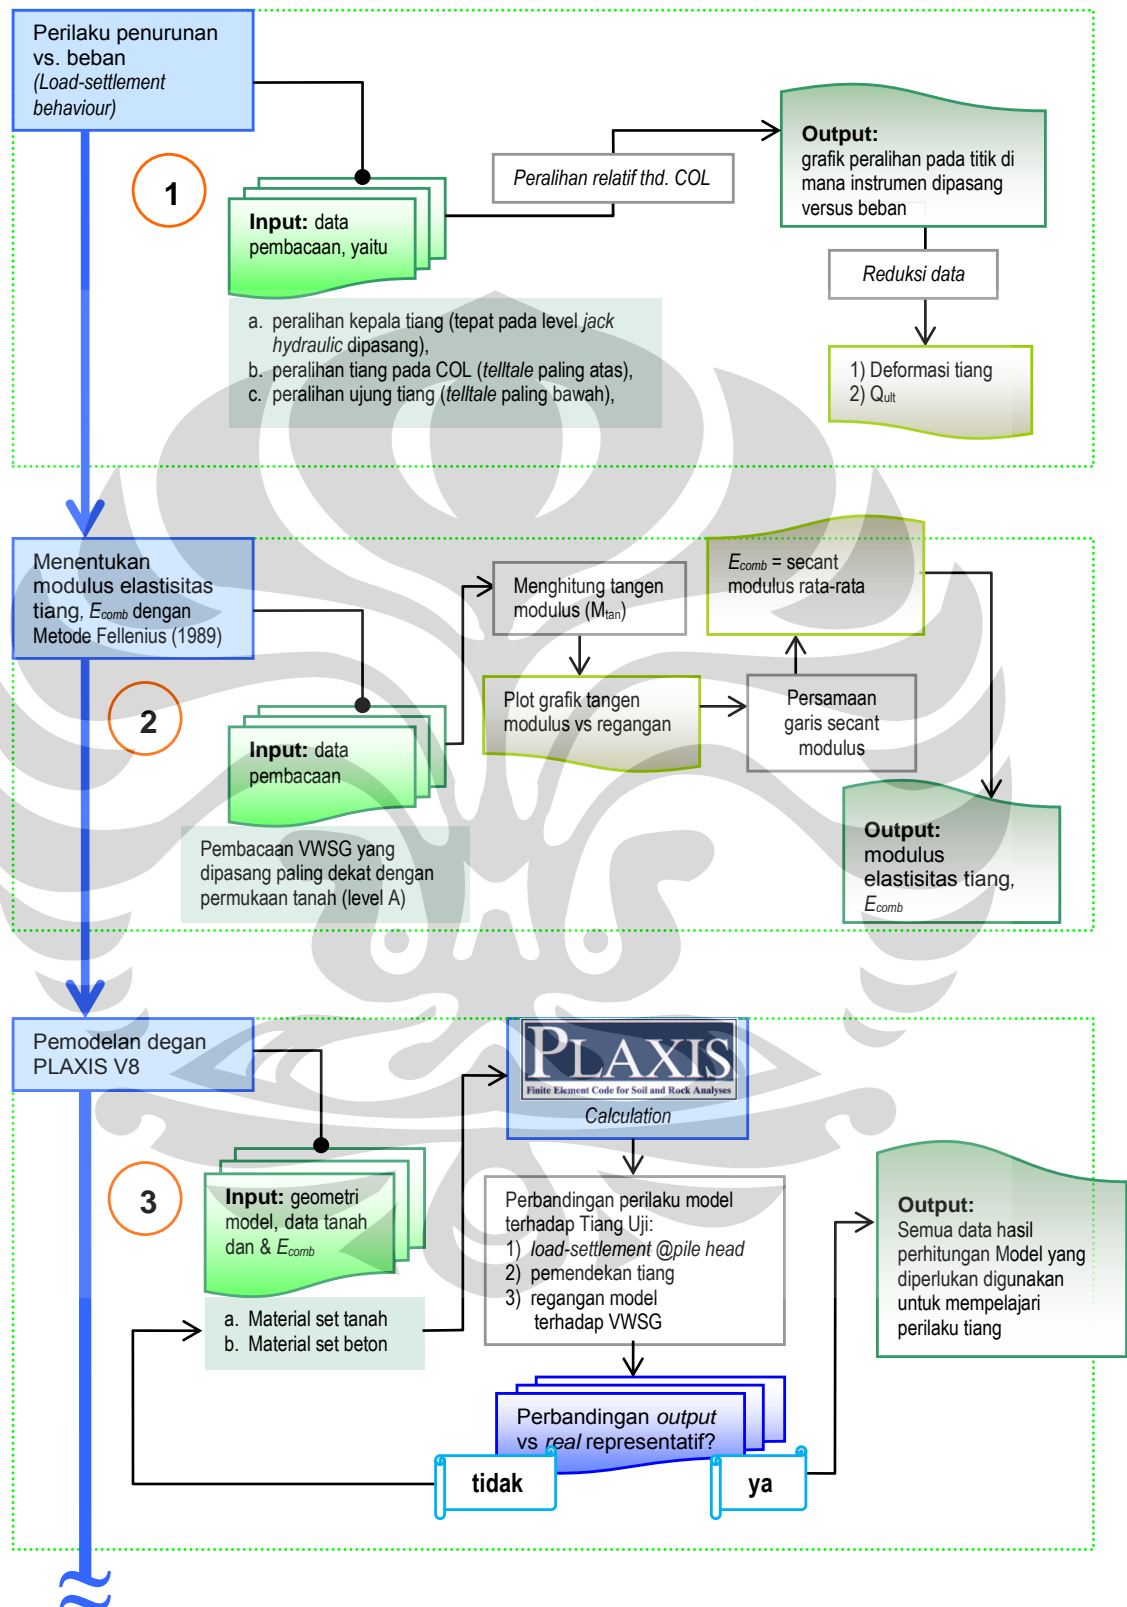 Perilaku penurunan
vs. beban
(Load-settlement
behaviour)
1
Input: data
pembacaan, yaitu
a. peralihan kepala tiang (tepat pada level jack
hydraulic dipasang),
b. peralihan tiang pada COL (telltale paling atas),
c. peralihan ujung tiang (telltale paling bawah),
Peralihan relatif thd. COL
Output:
grafik peralihan pada titik di
mana instrumen dipasang
versus beban
Reduksi data
1) Deformasi tiang
2) Qult
Menentukan
modulus elastisitas
tiang, Ecomb dengan
Metode Fellenius (1989)
2
Input: data
pembacaan
Pembacaan VWSG yang
dipasang paling dekat dengan
permukaan tanah (level A)
Menghitung tangen
modulus (Mtan)
Plot grafik tangen
modulus vs regangan
Persamaan
garis secant
modulus
Ecomb = secant
modulus rata-rata
Output:
modulus
elastisitas tiang,
Ecomb
Pemodelan degan
PLAXIS V8
3
Input: geometri
model, data tanah
dan & Ecomb
a. Material set tanah
b. Material set beton
PLAXIS
Finite Element Code for Soil and Rock Analyses
Calculation
Perbandingan perilaku model
terhadap Tiang Uji:
1) load-settlement @pile head
2) pemendekan tiang
3) regangan model
terhadap VWSG
Perbandingan output
vs real representatif?
tidak
ya
Output:
Semua data hasil
perhitungan Model yang
diperlukan digunakan
untuk mempelajari
perilaku tiang